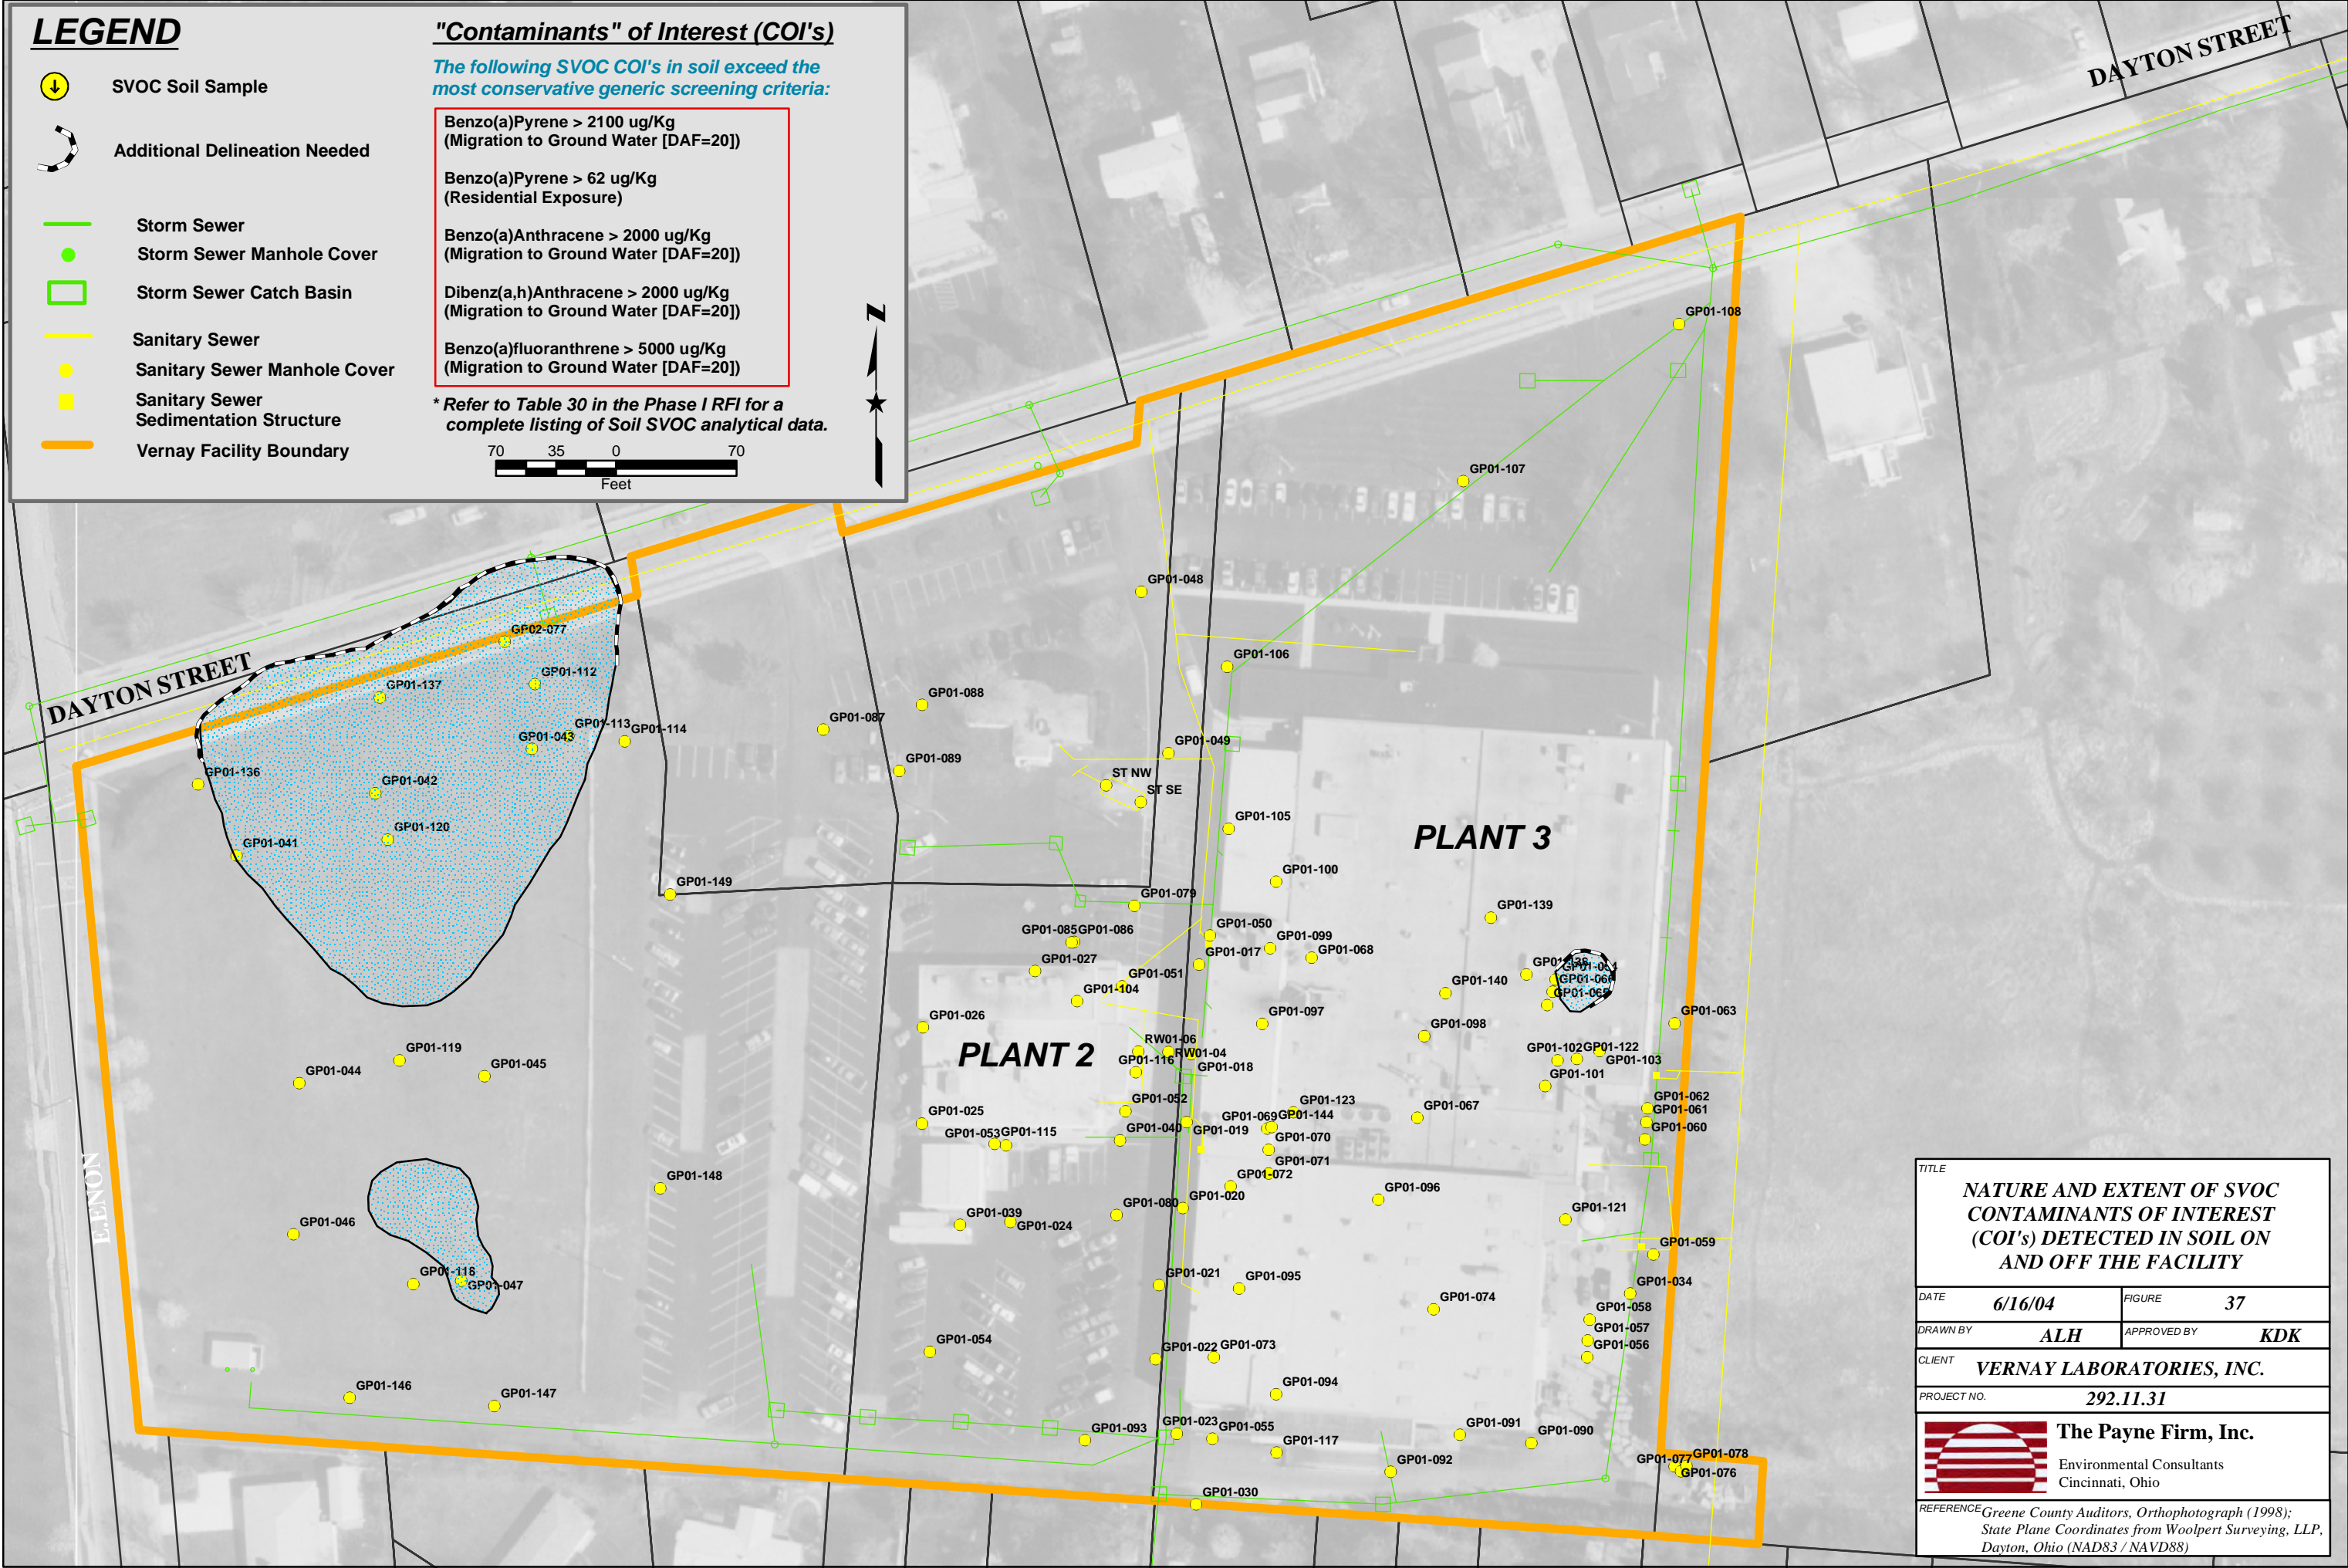 LEGEND
SVOC Soil Sample
Additional Delineation Needed
Storm Sewer
Storm Sewer Manhole Cover
Storm Sewer Catch Basin
Sanitary Sewer
Sanitary Sewer Manhole Cover
Sanitary Sewer
Sedimentation Structure
Vernay Facility Boundary
"Contaminants" of Interest (COI's)
The following SVOC COI's in soil exceed the
most conservative generic screening criteria:
Benzo(a)Pyrene > 2100 ug/Kg
(Migration to Ground Water [DAF=20])
Benzo(a)Pyrene > 62 ug/Kg
(Residential Exposure)
Benzo(a)Anthracene > 2000 ug/Kg
(Migration to Ground Water [DAF=20])
Dibenz(a,h)Anthracene > 2000 ug/Kg
(Migration to Ground Water [DAF=20])
Benzo(a)fluoranthrene > 5000 ug/Kg
(Migration to Ground Water [DAF=20])
* Refer to Table 30 in the Phase I RFI for a
complete listing of Soil SVOC analytical data.
70 35 0 70
Feet
N
DAYTON STREET
GP01-108
GP01-107
GP01-048
GP02-077
GP01-106
DAYTON STREET
GP01-112
GP01-137
GP01-088
GP01-087
GP01-113
GP01-114
GP01-043
GP01-049
GP01-089
GP01-136
GP01-042
ST NW
ST SE
GP01-120
GP01-105
GP01-041
PLANT 3
GP01-100
GP01-149
GP01-079
GP01-139
GP01-050
GP01-085
GP01-086
GP01-099
GP01-068
GP01-017
GP01-027
GP01-051
GP01-140
GP01-104
GP01-097
GP01-063
GP01-026
GP01-098
PLANT 2
RW01-06
RW01-04
GP01-116
GP01-018
GP01-102
GP01-122
GP01-103
GP01-101
GP01-119
GP01-044
GP01-045
GP01-062
GP01-061
GP01-060
GP01-052
GP01-123
GP01-067
GP01-025
GP01-069
GP01-144
GP01-053
GP01-115
GP01-040
GP01-019
GP01-070
GP01-071
GP01-072
E.ENON
GP01-148
GP01-096
GP01-080
GP01-020
GP01-039
GP01-024
GP01-121
GP01-046
GP01-059
GP01-118
GP01-047
GP01-021
GP01-095
GP01-034
GP01-074
GP01-058
GP01-057
GP01-056
GP01-054
GP01-022
GP01-073
GP01-146
GP01-147
GP01-094
GP01-093
GP01-023
GP01-055
GP01-117
GP01-091
GP01-090
GP01-092
GP01-077
GP01-078
GP01-076
GP01-030
TITLE
NATURE AND EXTENT OF SVOC
CONTAMINANTS OF INTEREST
(COI's) DETECTED IN SOIL ON
AND OFF THE FACILITY
DATE 6/16/04 FIGURE 37
DRAWN BY ALH APPROVED BY KDK
CLIENT VERNAY LABORATORIES, INC.
PROJECT NO. 292.11.31
The Payne Firm, Inc.
Environmental Consultants
Cincinnati, Ohio
REFERENCE Greene County Auditors, Orthophotograph (1998);
State Plane Coordinates from Woolpert Surveying, LLP,
Dayton, Ohio (NAD83 / NAVD88)